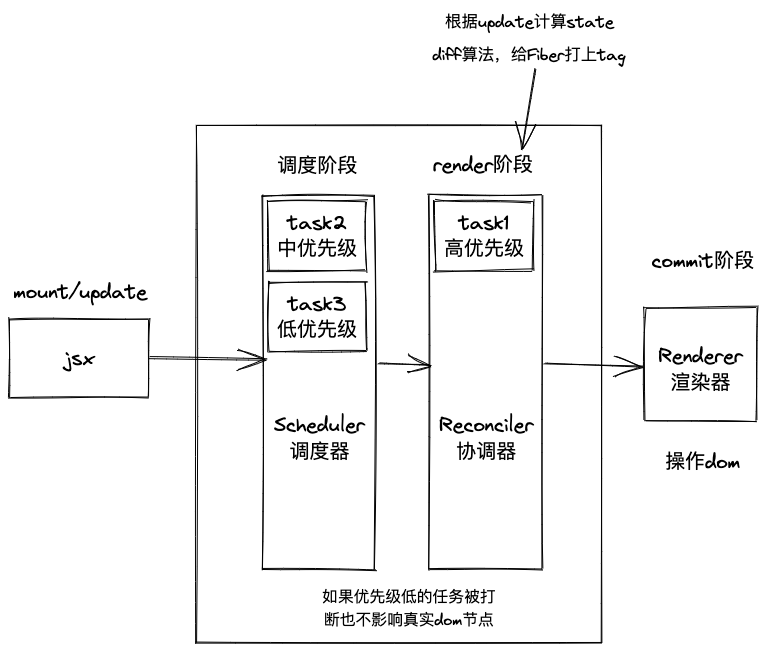 根据update计算state
diff算法，给Fiber打上tag
调度阶段
render阶段
task2
中优先级
task1
高优先级
commit阶段
mount/update
task3
低优先级
jsx
Renderer
渲染器
Scheduler
调度器
Reconciler
协调器
操作dom
如果优先级低的任务被打
断也不影响真实dom节点